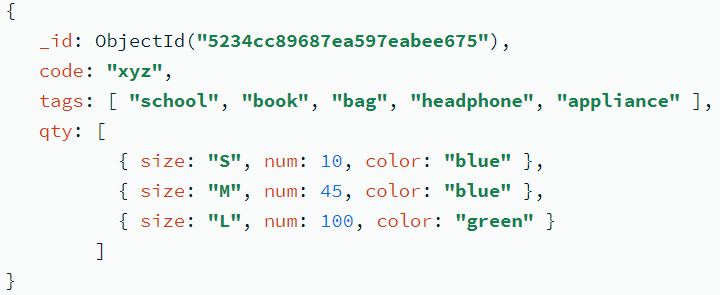 {
_id: ObjectId("5234cc89687ea597eabee675"),
code: "xyz",
tags: [ "school", "book", "bag", "headphone", "appliance" ],
qty: [
{ size: "S", num: 10, color: "blue" },
{ size: "M", num: 45, color: "blue" },
{ size: "L", num: 100, color: "green" }
]
}